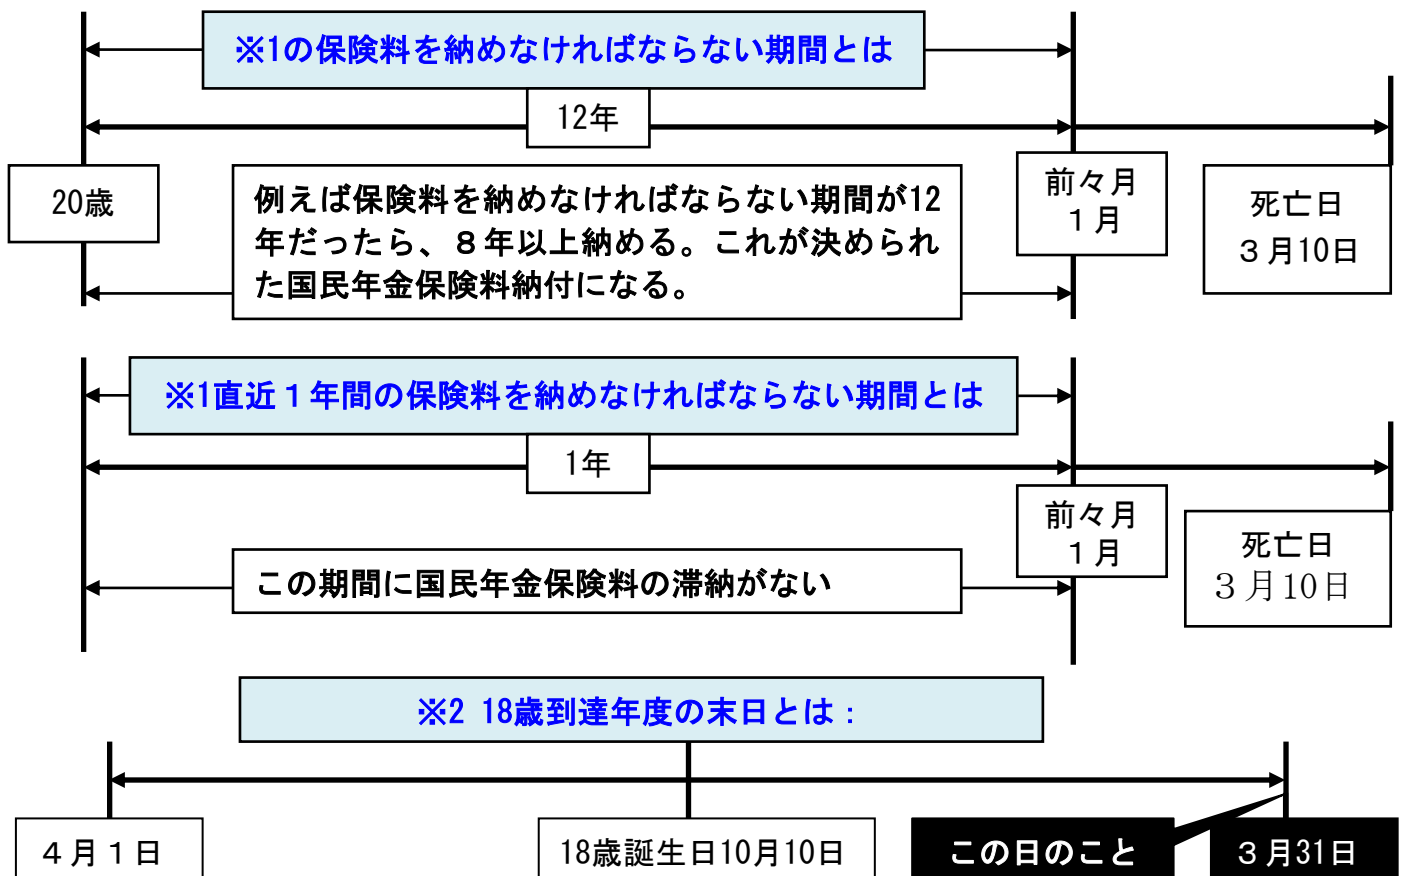 ※1の保険料を納めなければならない期間とは
12年
20歳
例えば保険料を納めなければならない期間が12
年だったら、８年以上納める。これが決められ
た国民年金保険料納付になる。
前々月
１月
死亡日
３月10日
※1直近１年間の保険料を納めなければならない期間とは
1年
前々月
１月
この期間に国民年金保険料の滞納がない
死亡日
３月10日
※2 18歳到達年度の末日とは：
４月１日
18歳誕生日10月10日
この日のこと
３月31日